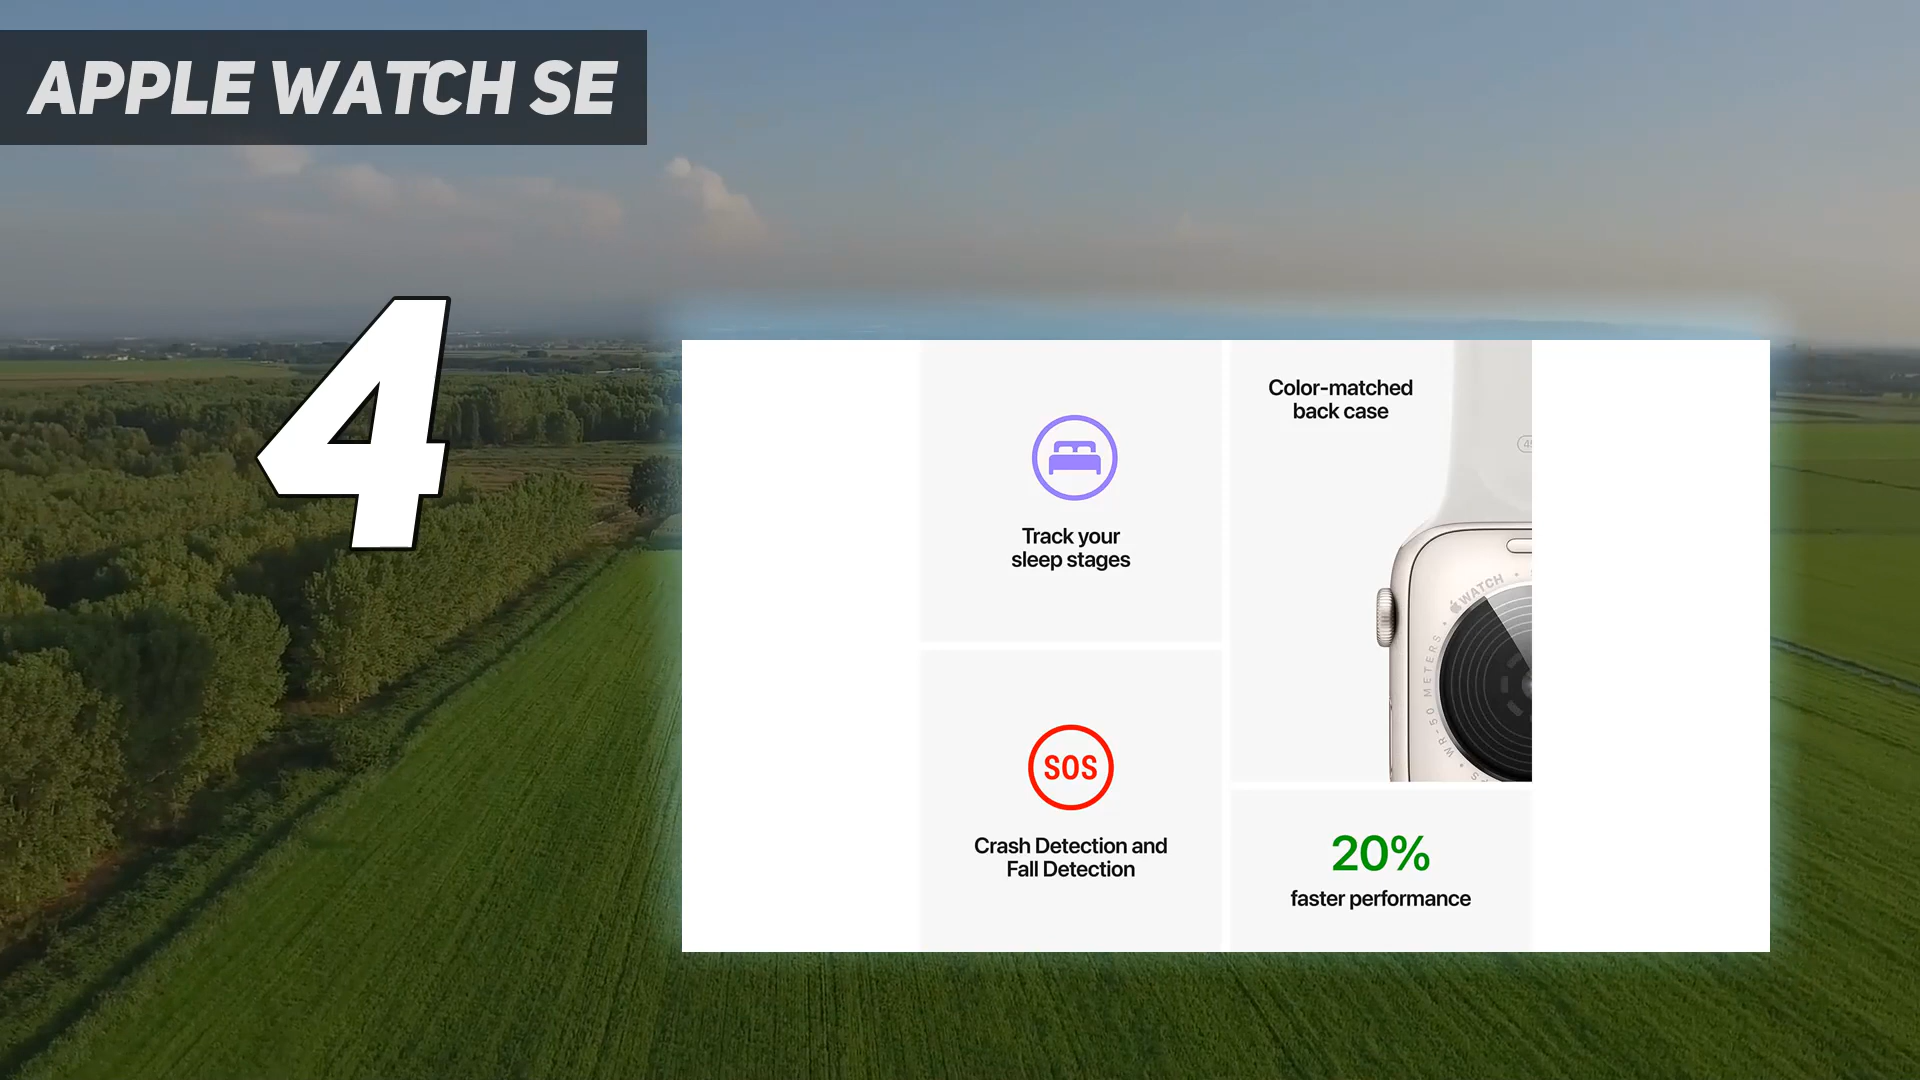 APPLE WATCH SE
4
Color-matched
back case
Track your
sleep stages
WATCH
WR-50 METERS
SOS
Crash Detection and
Fall Detection
20%
faster performance